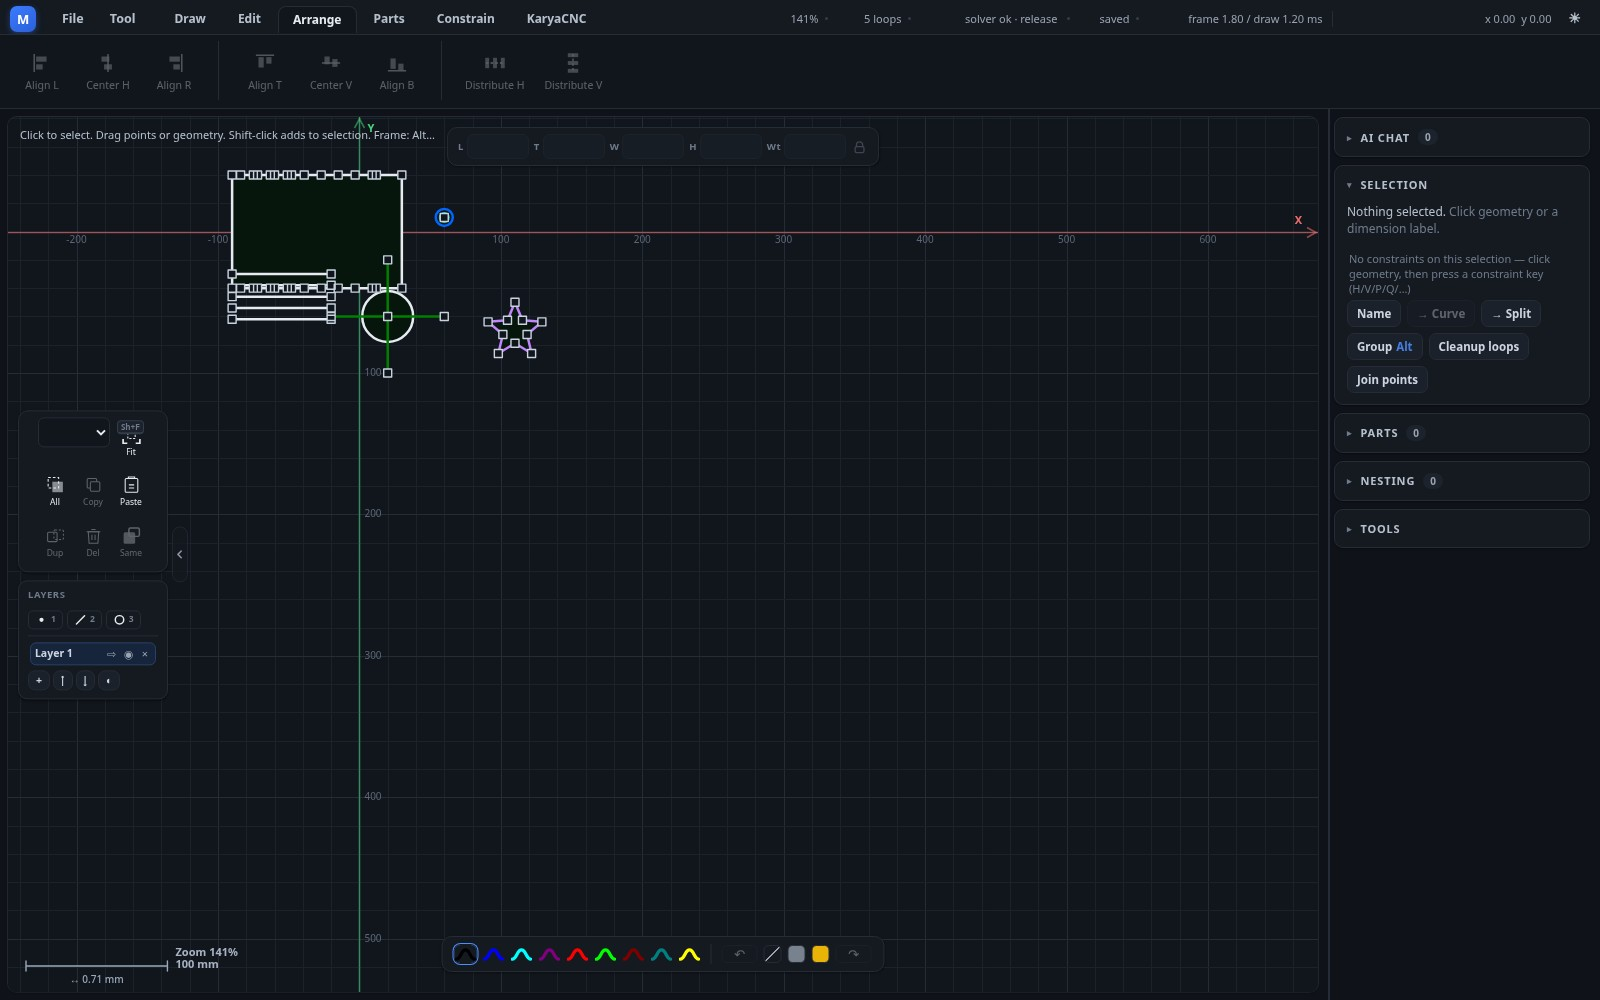 M File Tool Draw Edit Arrange Parts Constrain KaryaCNC 141% 5 loops solver ok · release saved frame 1.80 / draw 1.20 ms x 0.00 y 0.00
Align L Center H Align R Align T Center V Align B Distribute H Distribute V
Click to select. Drag points or geometry. Shift-click adds to selection. Frame: Alt…
Y
L T W H Wt
X
-200 -100 100 200 300 400 500 600
100
200
300
400
500
Sh+F
Fit
All Copy Paste
Dup Del Same
LAYERS
1 2 3
Layer 1
Zoom 141%
100 mm
↔ 0.71 mm
AI CHAT 0
SELECTION
Nothing selected. Click geometry or a
dimension label.
No constraints on this selection — click
geometry, then press a constraint key
(H/V/P/Q/…)
Name → Curve → Split
Group Alt Cleanup loops
Join points
PARTS 0
NESTING 0
TOOLS